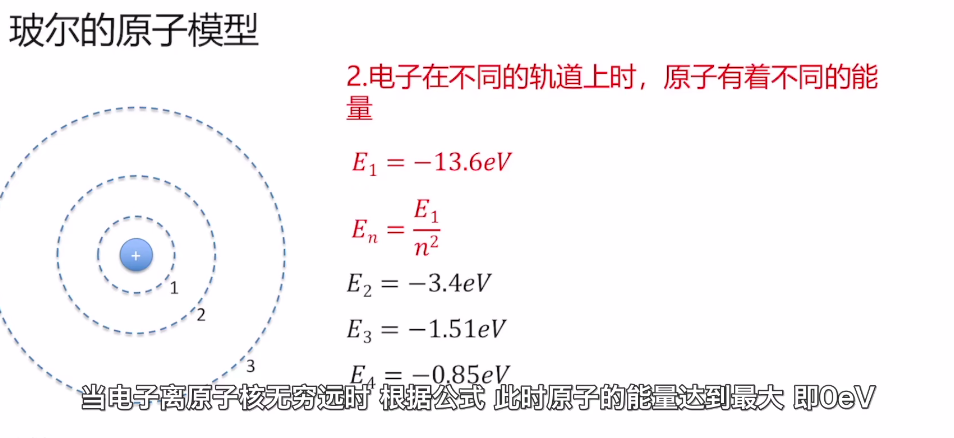 玻尔的原子模型
2.电子在不同的轨道上时，原子有着不同的能
量
E₁ = −13.6eV
Eₙ = E₁/n²
E₂ = −3.4eV
E₃ = −1.51eV
E₄ = −0.85eV
+
1
2
3
当电子离原子核无穷远时 根据公式 此时原子的能量达到最大 即0eV